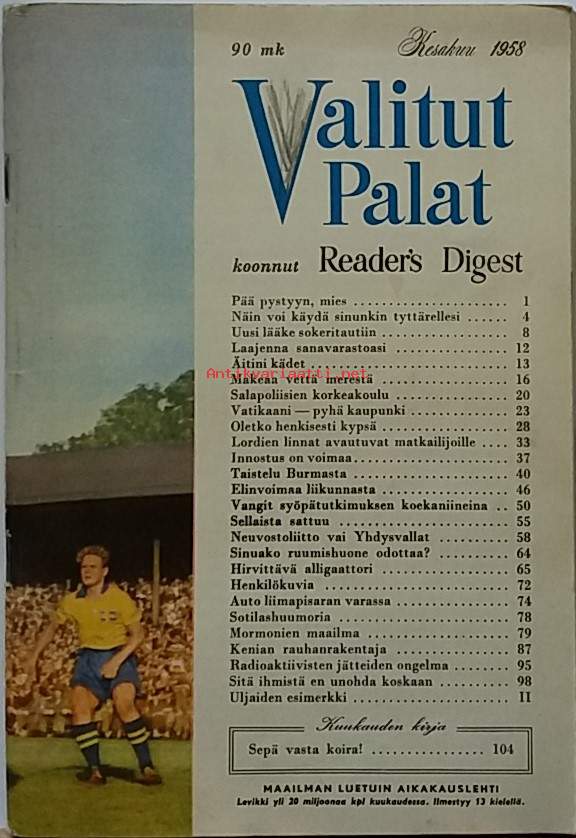 90 mk Kesäkuu 1958
Valitut
Palat
koonnut Reader's Digest
Pää pystyyn, mies ...................... 1
Näin voi käydä sinunkin tyttärellesi ...... 4
Uusi lääke sokeritautiin ................... 8
Laajenna sanavarastoasi ................ 12
Äitini kädet ............................ 13
Antikvariaatti.net
Makeaa vettä merestä .................. 16
Salapoliisien korkeakoulu ............... 20
Vatikaani — pyhä kaupunki ............. 23
Oletko henkisesti kypsä ................. 28
Lordien linnat avautuvat matkailijoille .... 33
Innostus on voimaa ...................... 37
Taistelu Burmasta ....................... 40
Elinvoimaa liikunnasta .................. 46
Vangit syöpätutkimuksen koekaniineina .. 50
Sellaista sattuu ........................ 55
Neuvostoliitto vai Yhdysvallat ........... 58
Sinuako ruumishuone odottaa? .......... 64
Hirvittävä alligaattori ................... 65
Henkilökuvia ........................... 72
Auto liimapisaran varassa ............... 74
Sotilashuumoria ........................ 78
Mormonien maailma .................... 79
Kenian rauhanrakentaja ................ 87
Radioaktiivisten jätteiden ongelma ........ 95
Sitä ihmistä en unohda koskaan ......... 98
Uljaiden esimerkki ...................... II
Kuukauden kirja
Sepä vasta koira! ................ 104
MAAILMAN LUETUIN AIKAKAUSLEHTI
Levikki yli 20 miljoonaa kpl kuukaudessa. Ilmestyy 13 kielellä.